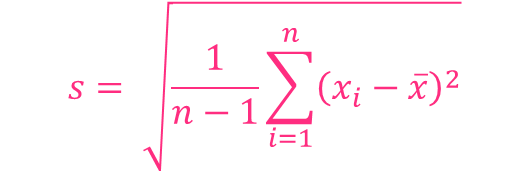 s = √(1/(n − 1) ∑_{i=1}^{n} (x_i − x̄)²)